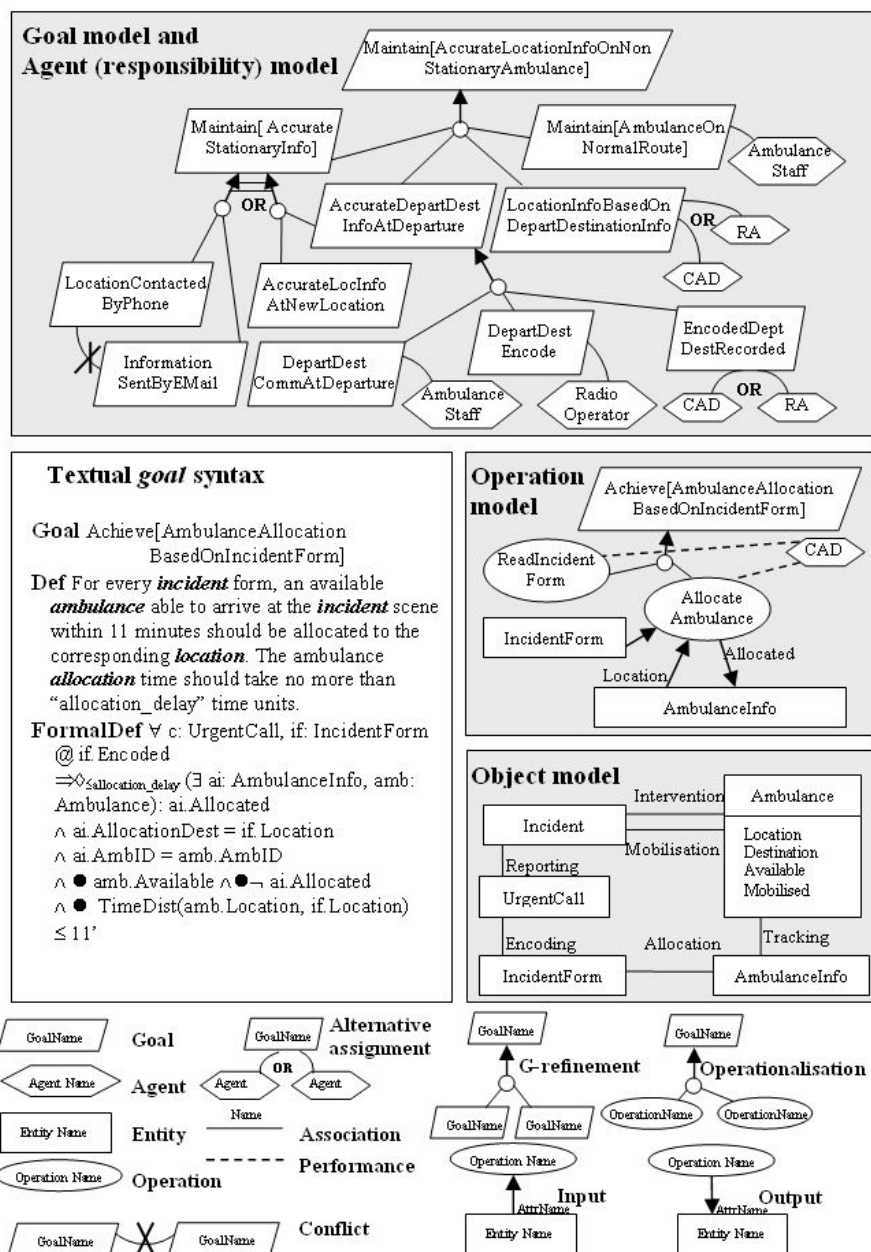 Goal model and
Agent (responsibility) model
Maintain[AccurateLocationInfoOnNon
StationaryAmbulance]
Maintain[ Accurate
StationaryInfo]
Maintain[AmbulanceOn
NormalRoute]
Ambulance
Staff
OR
AccurateDepartDest
InfoAtDeparture
LocationInfoBasedOn
DepartDestinationInfo
OR
RA
CAD
LocationContacted
ByPhone
AccurateLocInfo
AtNewLocation
Information
SentByEMail
DepartDest
CommAtDeparture
Ambulance
Staff
DepartDest
Encode
Radio
Operator
EncodedDept
DestRecorded
OR
CAD
RA
Textual goal syntax
Goal Achieve[AmbulanceAllocation
BasedOnIncidentForm]
Def For every incident form, an available
ambulance able to arrive at the incident scene
within 11 minutes should be allocated to the
corresponding location. The ambulance
allocation time should take no more than
“allocation_delay” time units.
FormalDef ∀ c: UrgentCall, if: IncidentForm
@ if.Encoded
⇒◊≤allocation_delay (∃ ai: AmbulanceInfo, amb:
Ambulance): ai.Allocated
∧ ai.AllocationDest = if.Location
∧ ai.AmbID = amb.AmbID
∧ ● amb.Available ∧ ●¬ ai.Allocated
∧ ● TimeDist(amb.Location, if.Location)
≤ 11’
Operation
model
Achieve[AmbulanceAllocation
BasedOnIncidentForm]
ReadIncident
Form
CAD
Allocate
Ambulance
IncidentForm
Location
Allocated
AmbulanceInfo
Object model
Intervention
Ambulance
Incident
Mobilisation
Location
Destination
Available
Mobilised
Reporting
UrgentCall
Encoding
Allocation
Tracking
IncidentForm
AmbulanceInfo
GoalName
Goal
Agent Name
Agent
Entity Name
Entity
Operation Name
Operation
GoalName
Alternative
assignment
OR
Agent
Agent
Name
Association
Performance
GoalName
GoalName
Conflict
GoalName
G-refinement
GoalName
GoalName
Operation Name
Input
AttrName
Entity Name
GoalName
Operationalisation
OperationName
OperationName
Operation Name
Output
AttrName
Entity Name